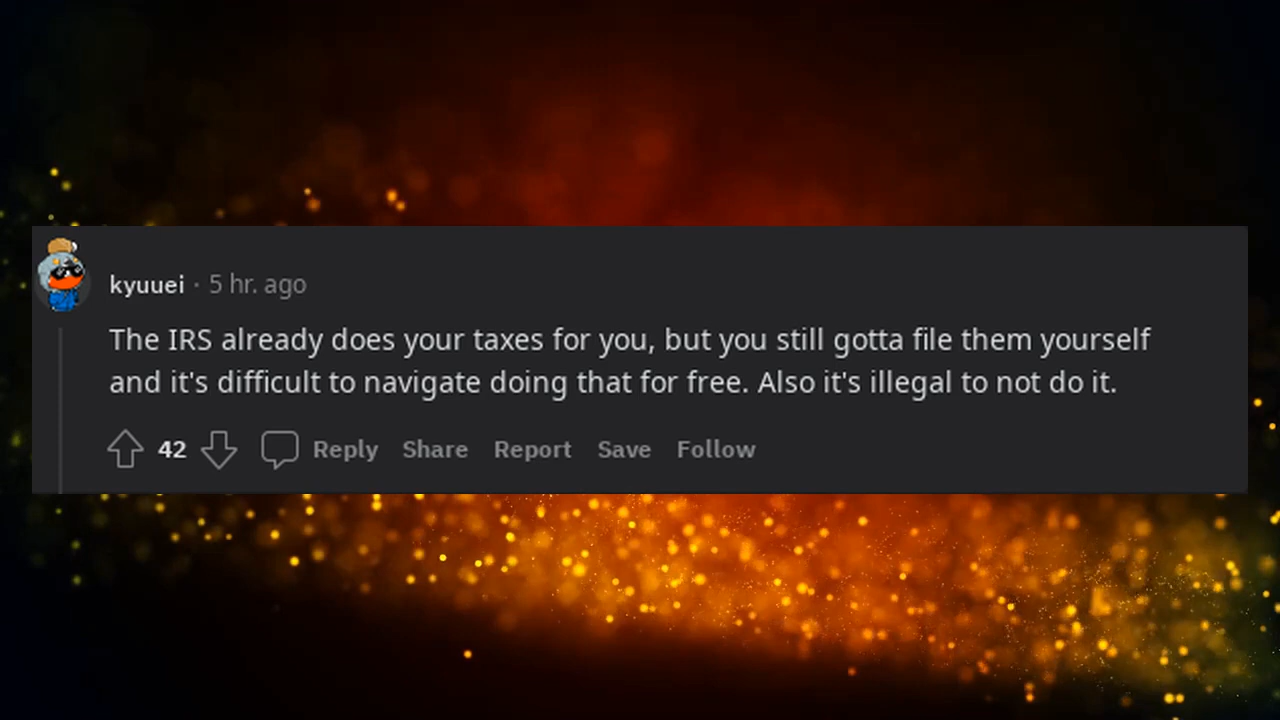 kyuuei · 5 hr. ago
The IRS already does your taxes for you, but you still gotta file them yourself
and it's difficult to navigate doing that for free. Also it's illegal to not do it.
42 Reply Share Report Save Follow